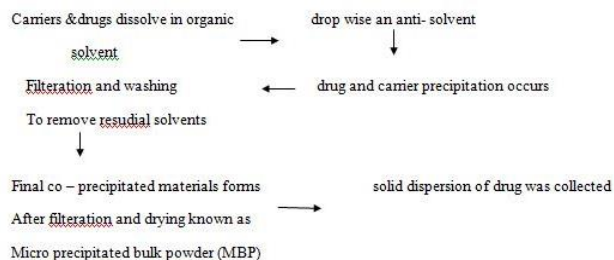 Carriers &drugs dissolve in organic
solvent
drop wise an anti- solvent
drug and carrier precipitation occurs
Filteration and washing
To remove resudial solvents
Final co – precipitated materials forms
After filteration and drying known as
Micro precipitated bulk powder (MBP)
solid dispersion of drug was collected